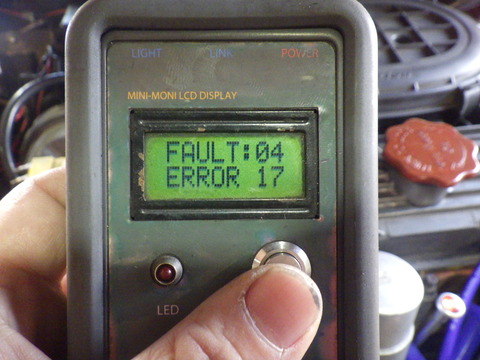 LIGHT LINK POWER
MINI-MONI LCD DISPLAY
FAULT:04
ERROR 17
LED